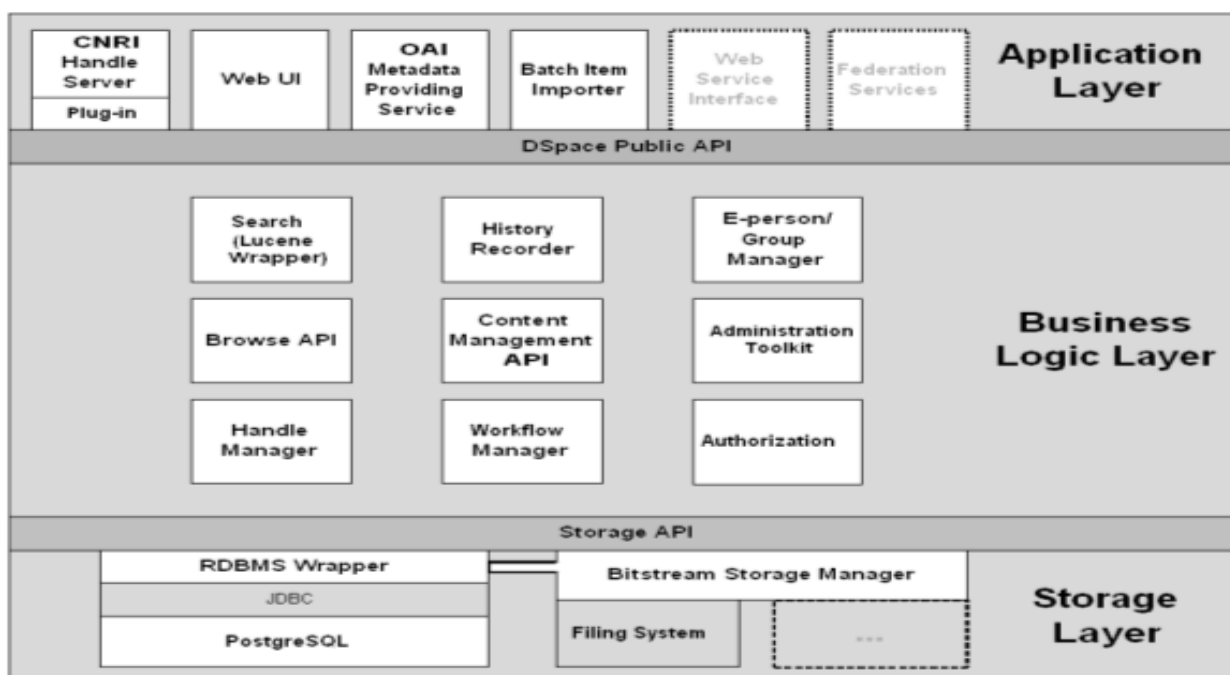 CNRI
Handle
Server
Plug-in
Web UI
OAI
Metadata
Providing
Service
Batch Item
Importer
Web
Service
Interface
Federation
Services
Application
Layer
DSpace Public API
Search
(Lucene
Wrapper)
History
Recorder
E-person/
Group
Manager
Browse API
Content
Management
API
Administration
Toolkit
Business
Logic Layer
Handle
Manager
Workflow
Manager
Authorization
Storage API
RDBMS Wrapper
JDBC
PostgreSQL
Bitstream Storage Manager
Filing System
...
Storage
Layer